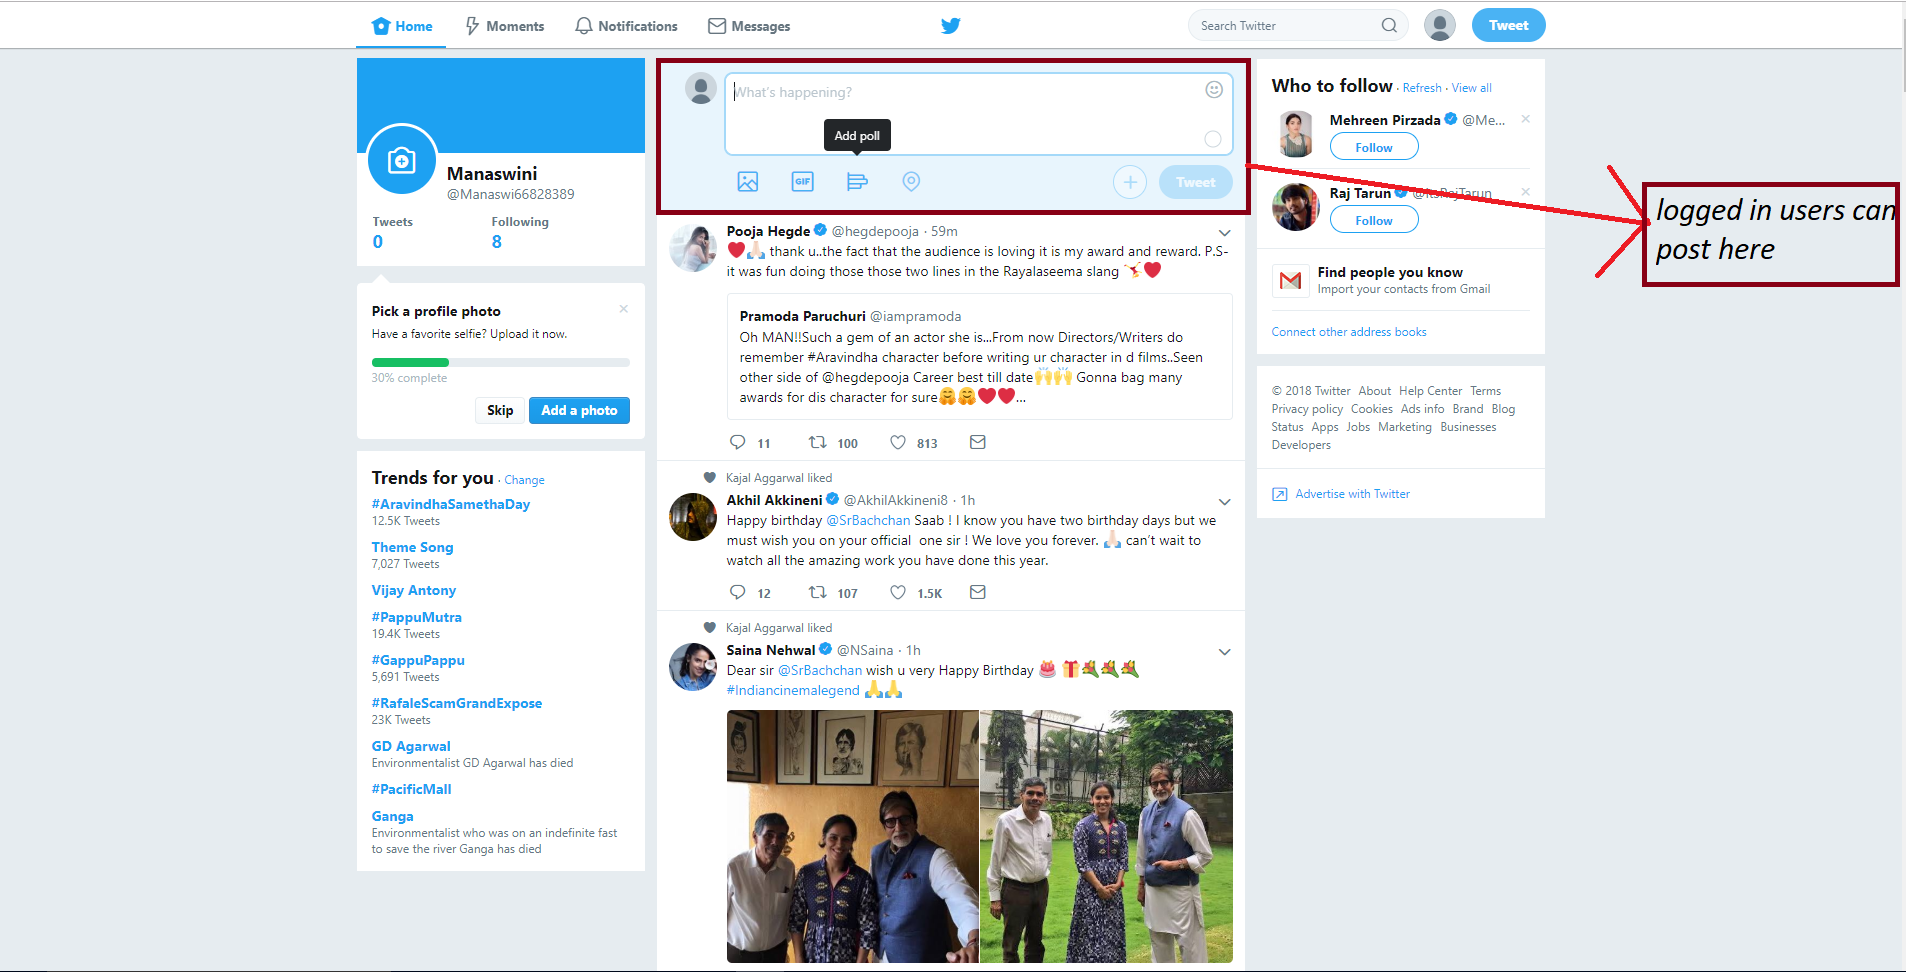 Home
Moments
Notifications
Messages
Search Twitter
Tweet
Manaswini
@Manaswi66828389
Tweets
Following
0
8
Pick a profile photo
Have a favorite selfie? Upload it now.
30% complete
Skip
Add a photo
Trends for you · Change
#AravindhaSamethaDay
12.5K Tweets
Theme Song
7,027 Tweets
Vijay Antony
#PappuMutra
19.4K Tweets
#GappuPappu
5,691 Tweets
#RafaleScamGrandExpose
23K Tweets
GD Agarwal
Environmentalist GD Agarwal has died
#PacificMall
Ganga
Environmentalist who was on an indefinite fast
to save the river Ganga has died
What's happening?
Add poll
GIF
Tweet
Pooja Hegde @hegdepooja · 59m
❤️🙏🏻 thank u..the fact that the audience is loving it is my award and reward. P.S-
it was fun doing those those two lines in the Rayalaseema slang ❤️
Pramoda Paruchuri @iampramoda
Oh MAN!!Such a gem of an actor she is...From now Directors/Writers do
remember #Aravindha character before writing ur character in d films..Seen
other side of @hegdepooja Career best till date🙌🙌 Gonna bag many
awards for dis character for sure🤗🤗❤️❤️...
11
100
813
Kajal Aggarwal liked
Akhil Akkineni @AkhilAkkineni8 · 1h
Happy birthday @SrBachchan Saab ! I know you have two birthday days but we
must wish you on your official one sir ! We love you forever. 🙏🏻 can't wait to
watch all the amazing work you have done this year.
12
107
1.5K
Kajal Aggarwal liked
Saina Nehwal @NSaina · 1h
Dear sir @SrBachchan wish u very Happy Birthday 🎂 🎁💐💐💐
#Indiancinemalegend 🙏🙏
Who to follow · Refresh · View all
Mehreen Pirzada @Me...
Follow
Raj Tarun @itsRajTarun
Follow
Find people you know
Import your contacts from Gmail
Connect other address books
© 2018 Twitter About Help Center Terms
Privacy policy Cookies Ads info Brand Blog
Status Apps Jobs Marketing Businesses
Developers
Advertise with Twitter
logged in users can
post here